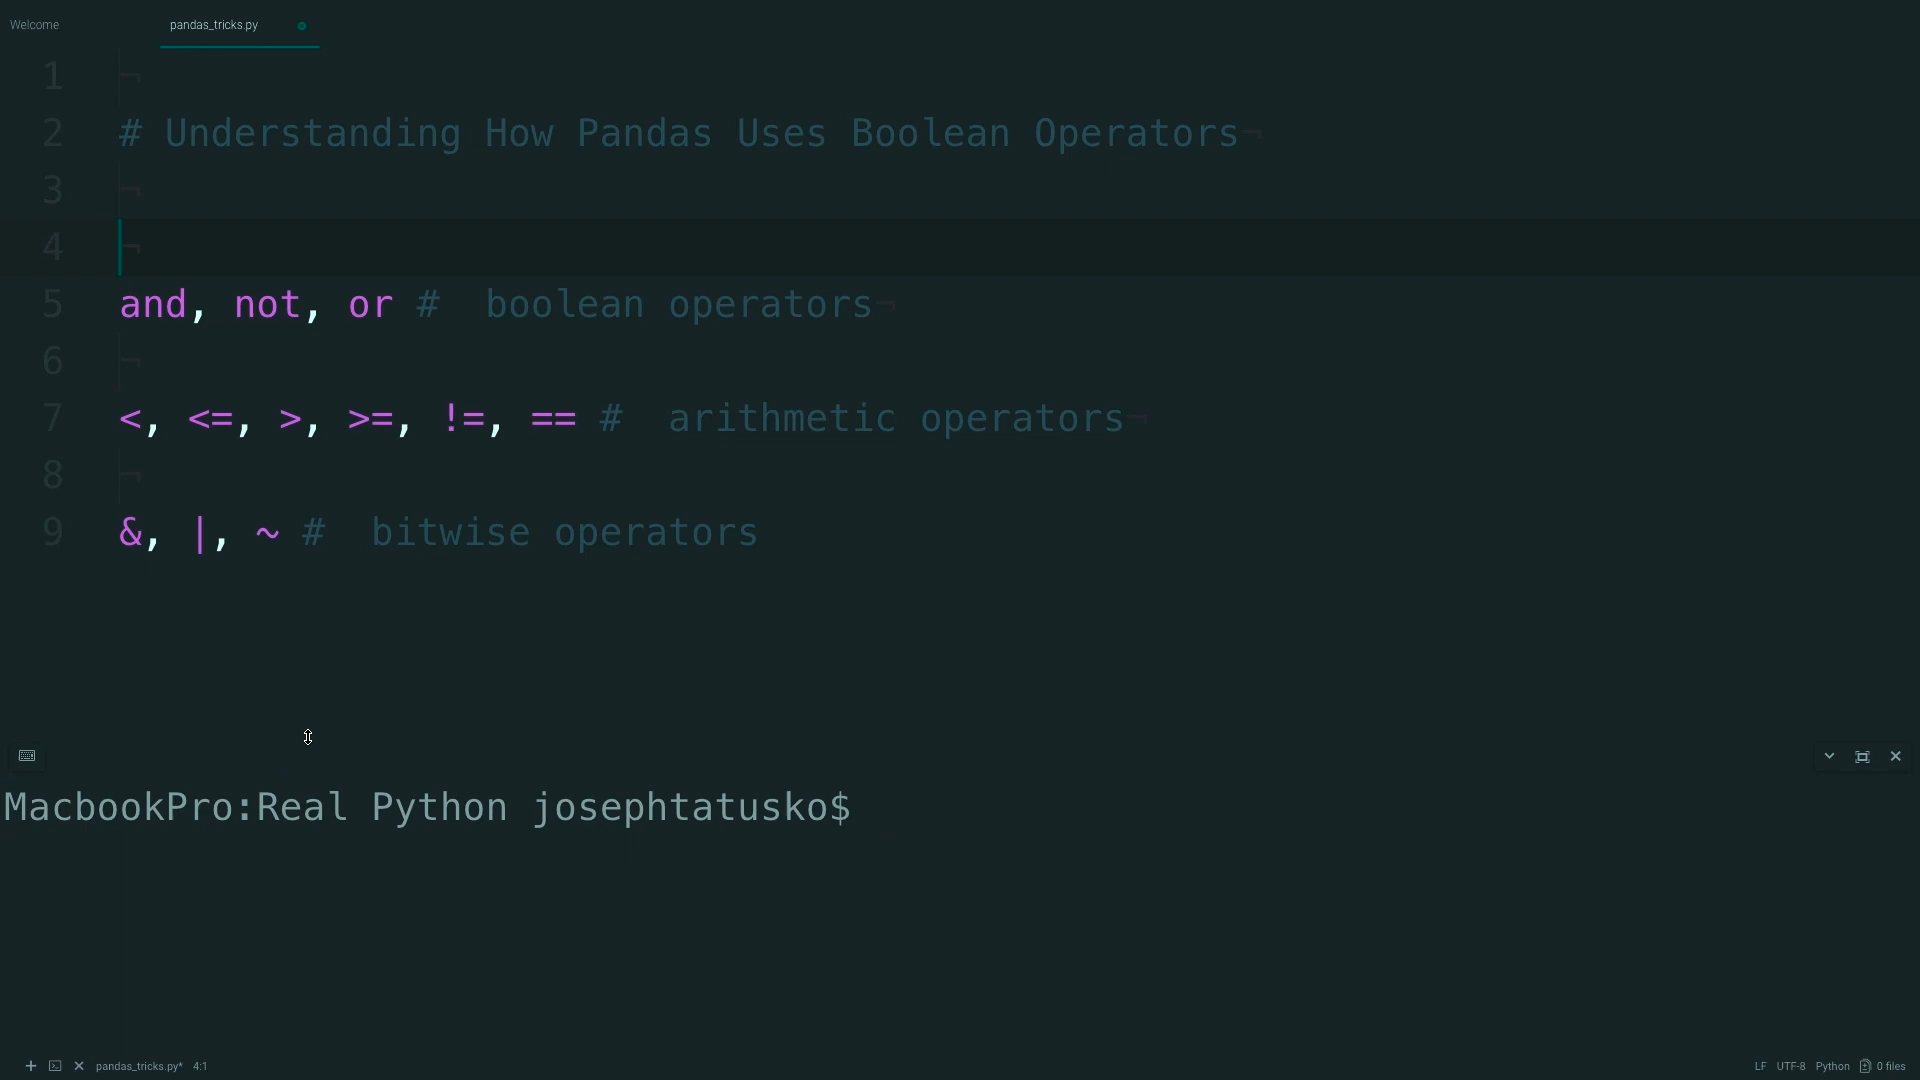 Welcome
pandas_tricks.py
1 ¬
2 # Understanding How Pandas Uses Boolean Operators¬
3 ¬
4 ¬
5 and, not, or #  boolean operators¬
6 ¬
7 <, <=, >, >=, !=, == #  arithmetic operators¬
8 ¬
9 &, |, ~ #  bitwise operators
MacbookPro:Real Python josephtatusko$
pandas_tricks.py* 4:1
LF UTF-8 Python 0 files